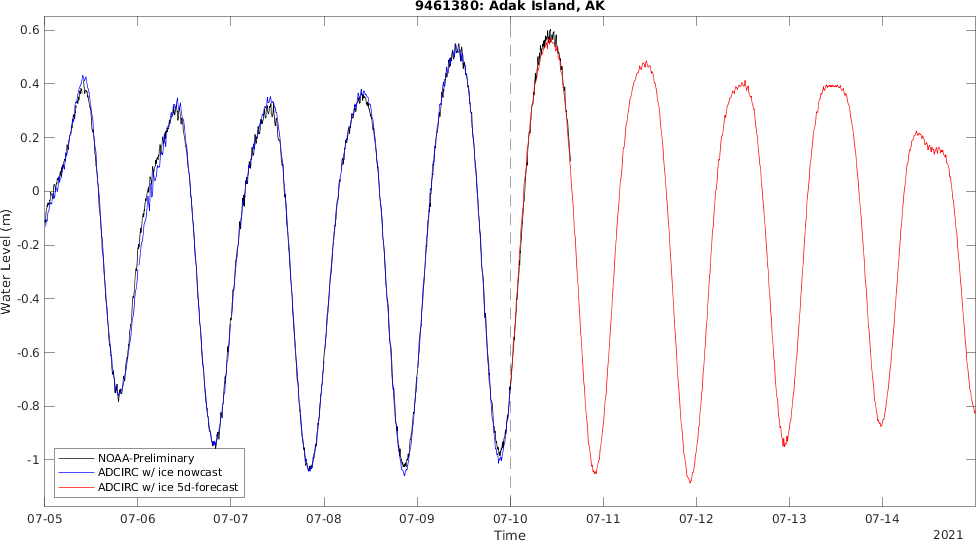 9461380: Adak Island, AK
0.6
0.4
0.2
0
-0.2
-0.4
-0.6
-0.8
-1
Water Level (m)
NOAA-Preliminary
ADCIRC w/ ice nowcast
ADCIRC w/ ice 5d-forecast
07-05 07-06 07-07 07-08 07-09 07-10 07-11 07-12 07-13 07-14
Time
2021